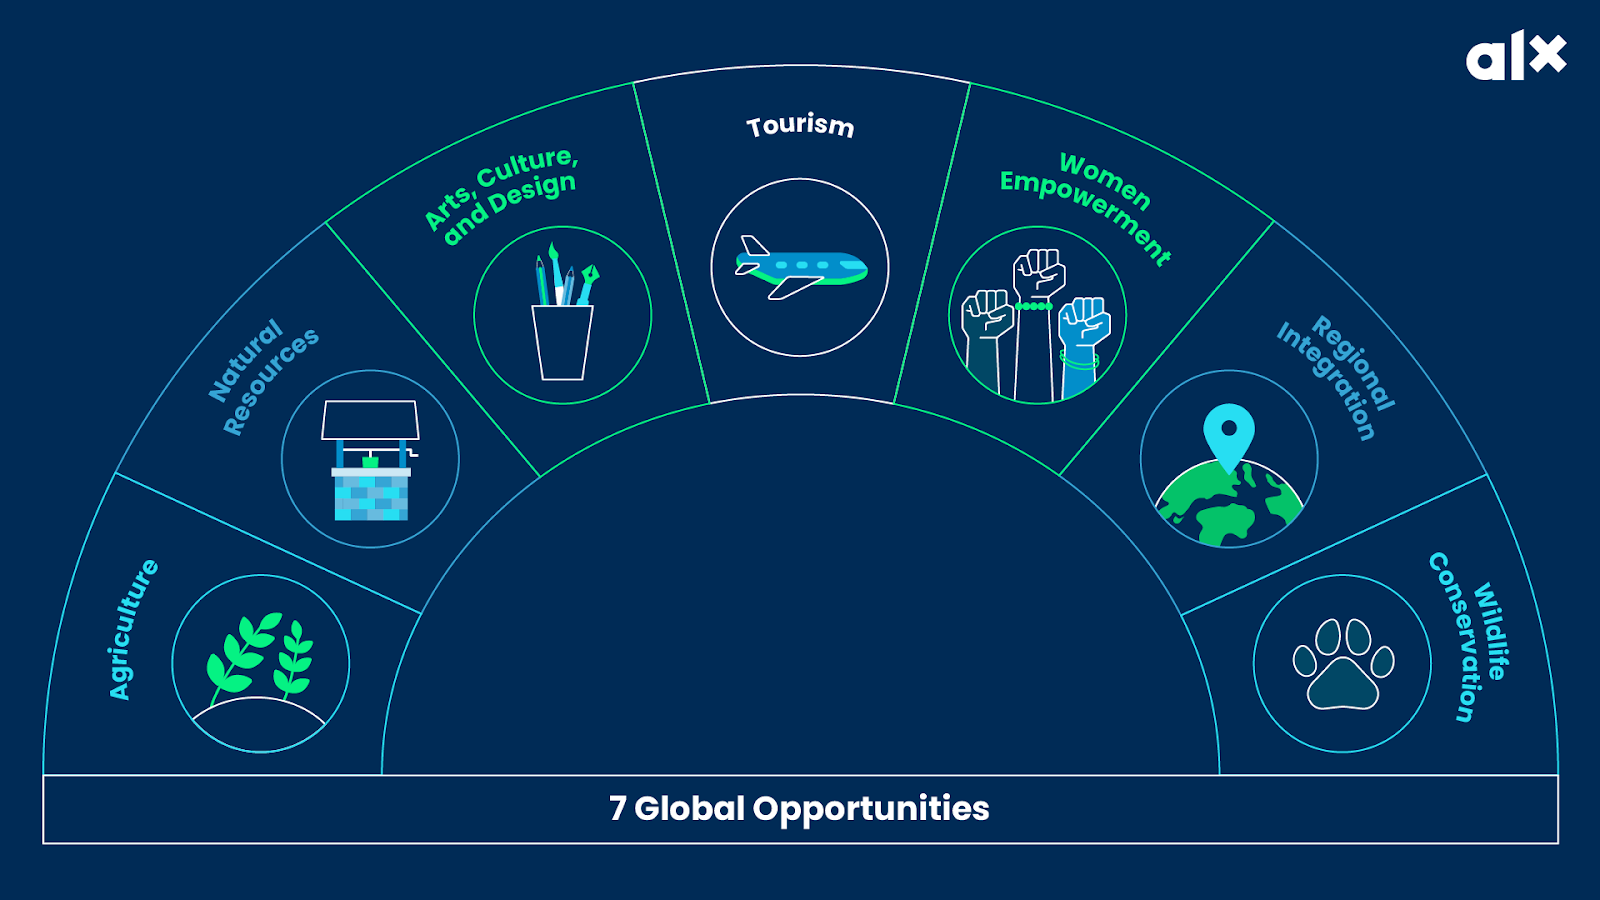 alx
Agriculture
Natural
Resources
Arts, Culture,
and Design
Tourism
Women
Empowerment
Regional
Integration
Wildlife
Conservation
7 Global Opportunities